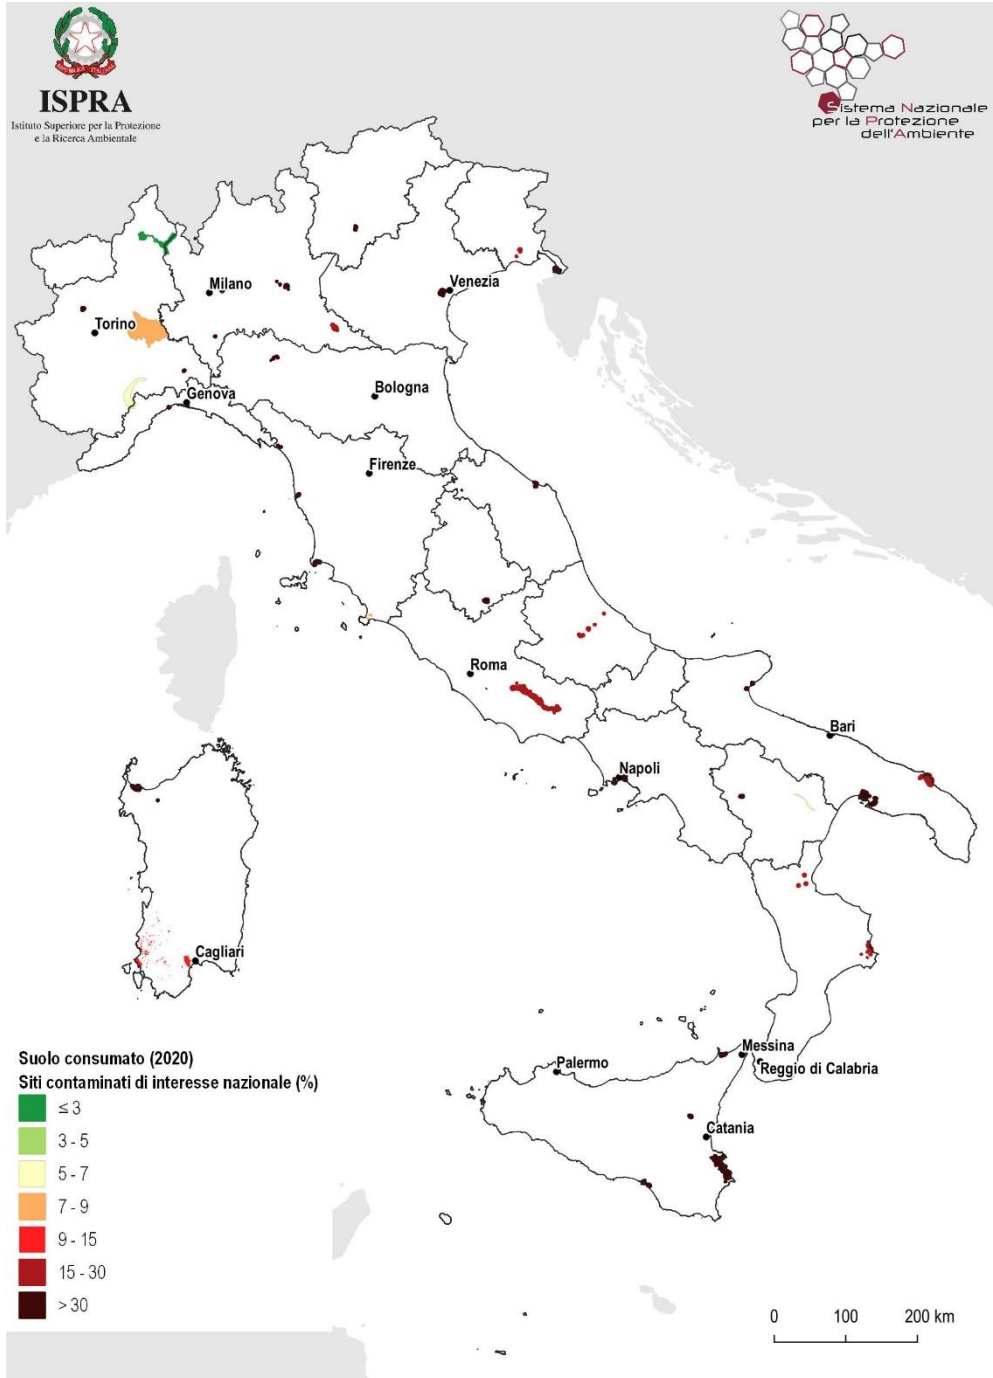 ISPRA
Istituto Superiore per la Protezione
e la Ricerca Ambientale
Sistema Nazionale
per la Protezione
dell'Ambiente
Milano
Venezia
Torino
Bologna
Genova
Firenze
Roma
Bari
Napoli
Cagliari
Messina
Palermo
Reggio di Calabria
Catania
Suolo consumato (2020)
Siti contaminati di interesse nazionale (%)
≤ 3
3 - 5
5 - 7
7 - 9
9 - 15
15 - 30
> 30
0 100 200 km